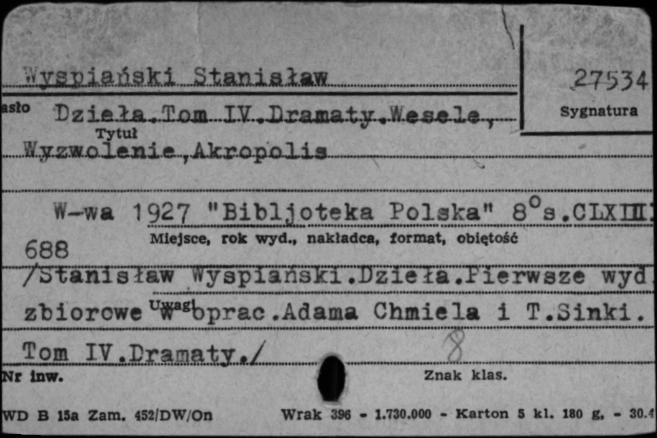 Wyspiański Stanisław
27534
asło
Dzieła.Tom IV.Dramaty.Wesele,
Sygnatura
Tytuł
Wyzwolenie,Akropolis
W-wa 1927 "Bibljoteka Polska" 8°s.CLXIII
Miejsce, rok wyd., nakładca, format, objętość
688
/Stanisław Wyspiański.Dzieła.Pierwsze wyd
zbiorowe w oprac.Adama Chmiela i T.Sinki.
Uwagi
Tom IV.Dramaty./
8
Nr inw.
Znak klas.
WD B 15a Zam. 452/DW/On
Wrak 396 - 1.730.000 - Karton 5 kl. 180 g. - 30.4